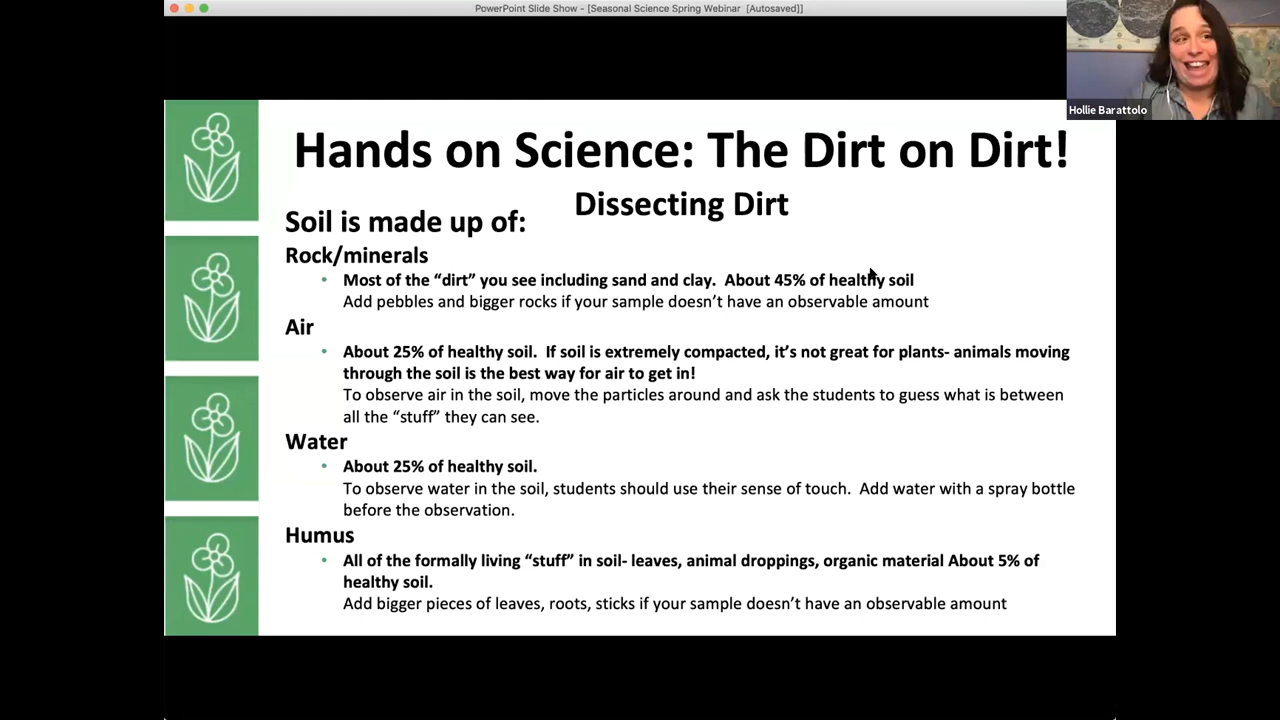 PowerPoint Slide Show - [Seasonal Science Spring Webinar  [Autosaved]]
Hollie Barattolo
Hands on Science: The Dirt on Dirt!
Dissecting Dirt
Soil is made up of:
Rock/minerals
• Most of the “dirt” you see including sand and clay.  About 45% of healthy soil
Add pebbles and bigger rocks if your sample doesn’t have an observable amount
Air
• About 25% of healthy soil.  If soil is extremely compacted, it’s not great for plants- animals moving
through the soil is the best way for air to get in!
To observe air in the soil, move the particles around and ask the students to guess what is between
all the “stuff” they can see.
Water
• About 25% of healthy soil.
To observe water in the soil, students should use their sense of touch.  Add water with a spray bottle
before the observation.
Humus
• All of the formally living “stuff” in soil- leaves, animal droppings, organic material About 5% of
healthy soil.
Add bigger pieces of leaves, roots, sticks if your sample doesn’t have an observable amount